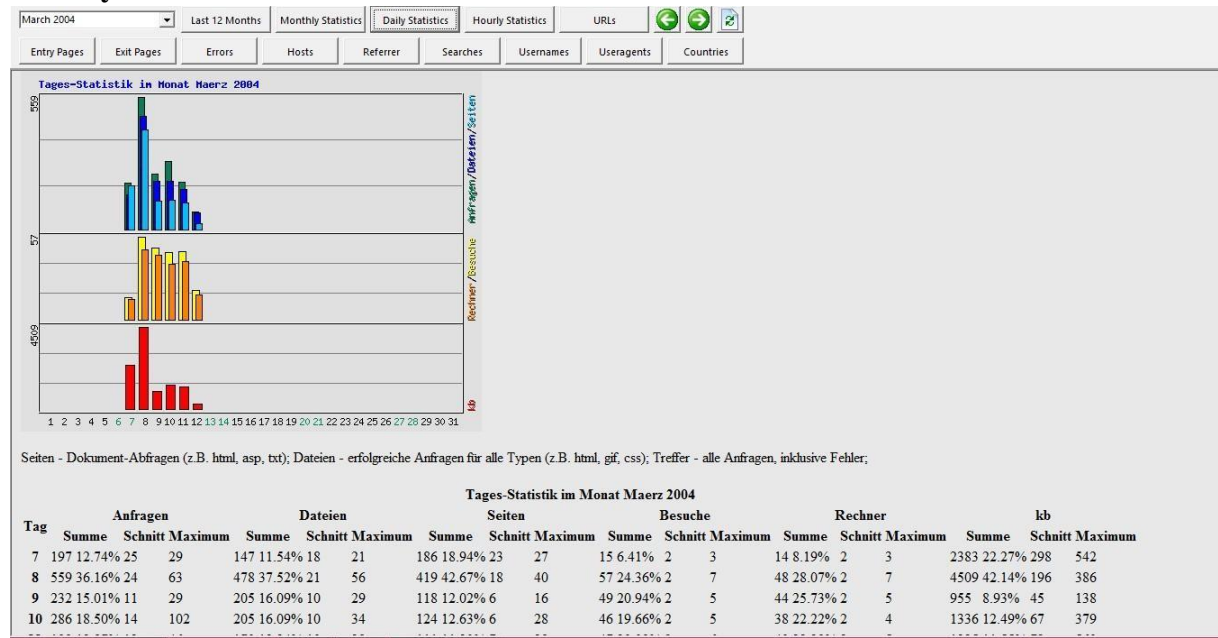 March 2004 Last 12 Months Monthly Statistics Daily Statistics Hourly Statistics URLs
Entry Pages Exit Pages Errors Hosts Referrer Searches Usernames Useragents Countries
Tages-Statistik im Monat Maerz 2004
559
Anfragen/Dateien/Seiten
57
Rechner/Besuche
4509
kb
1 2 3 4 5 6 7 8 9 10 11 12 13 14 15 16 17 18 19 20 21 22 23 24 25 26 27 28 29 30 31
Seiten - Dokument-Abfragen (z.B. html, asp, txt); Dateien - erfolgreiche Anfragen für alle Typen (z.B. html, gif, css); Treffer - alle Anfragen, inklusive Fehler;
Tages-Statistik im Monat Maerz 2004
Tag Anfragen Dateien Seiten Besuche Rechner kb
Summe Schnitt Maximum Summe Schnitt Maximum Summe Schnitt Maximum Summe Schnitt Maximum Summe Schnitt Maximum Summe Schnitt Maximum
7 197 12.74% 25 29 147 11.54% 18 21 186 18.94% 23 27 15 6.41% 2 3 14 8.19% 2 3 2383 22.27% 298 542
8 559 36.16% 24 63 478 37.52% 21 56 419 42.67% 18 40 57 24.36% 2 7 48 28.07% 2 7 4509 42.14% 196 386
9 232 15.01% 11 29 205 16.09% 10 29 118 12.02% 6 16 49 20.94% 2 5 44 25.73% 2 5 955 8.93% 45 138
10 286 18.50% 14 102 205 16.09% 10 34 124 12.63% 6 28 46 19.66% 2 5 38 22.22% 2 4 1336 12.49% 67 379